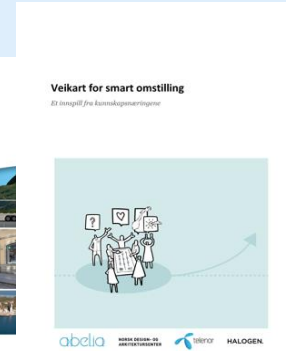 Veikart for smart omstilling
Et innspill fra kunnskapsnæringene
?
abelia
NORSK DESIGN- OG
ARKITEKTURSENTER
telenor
HALOGEN.